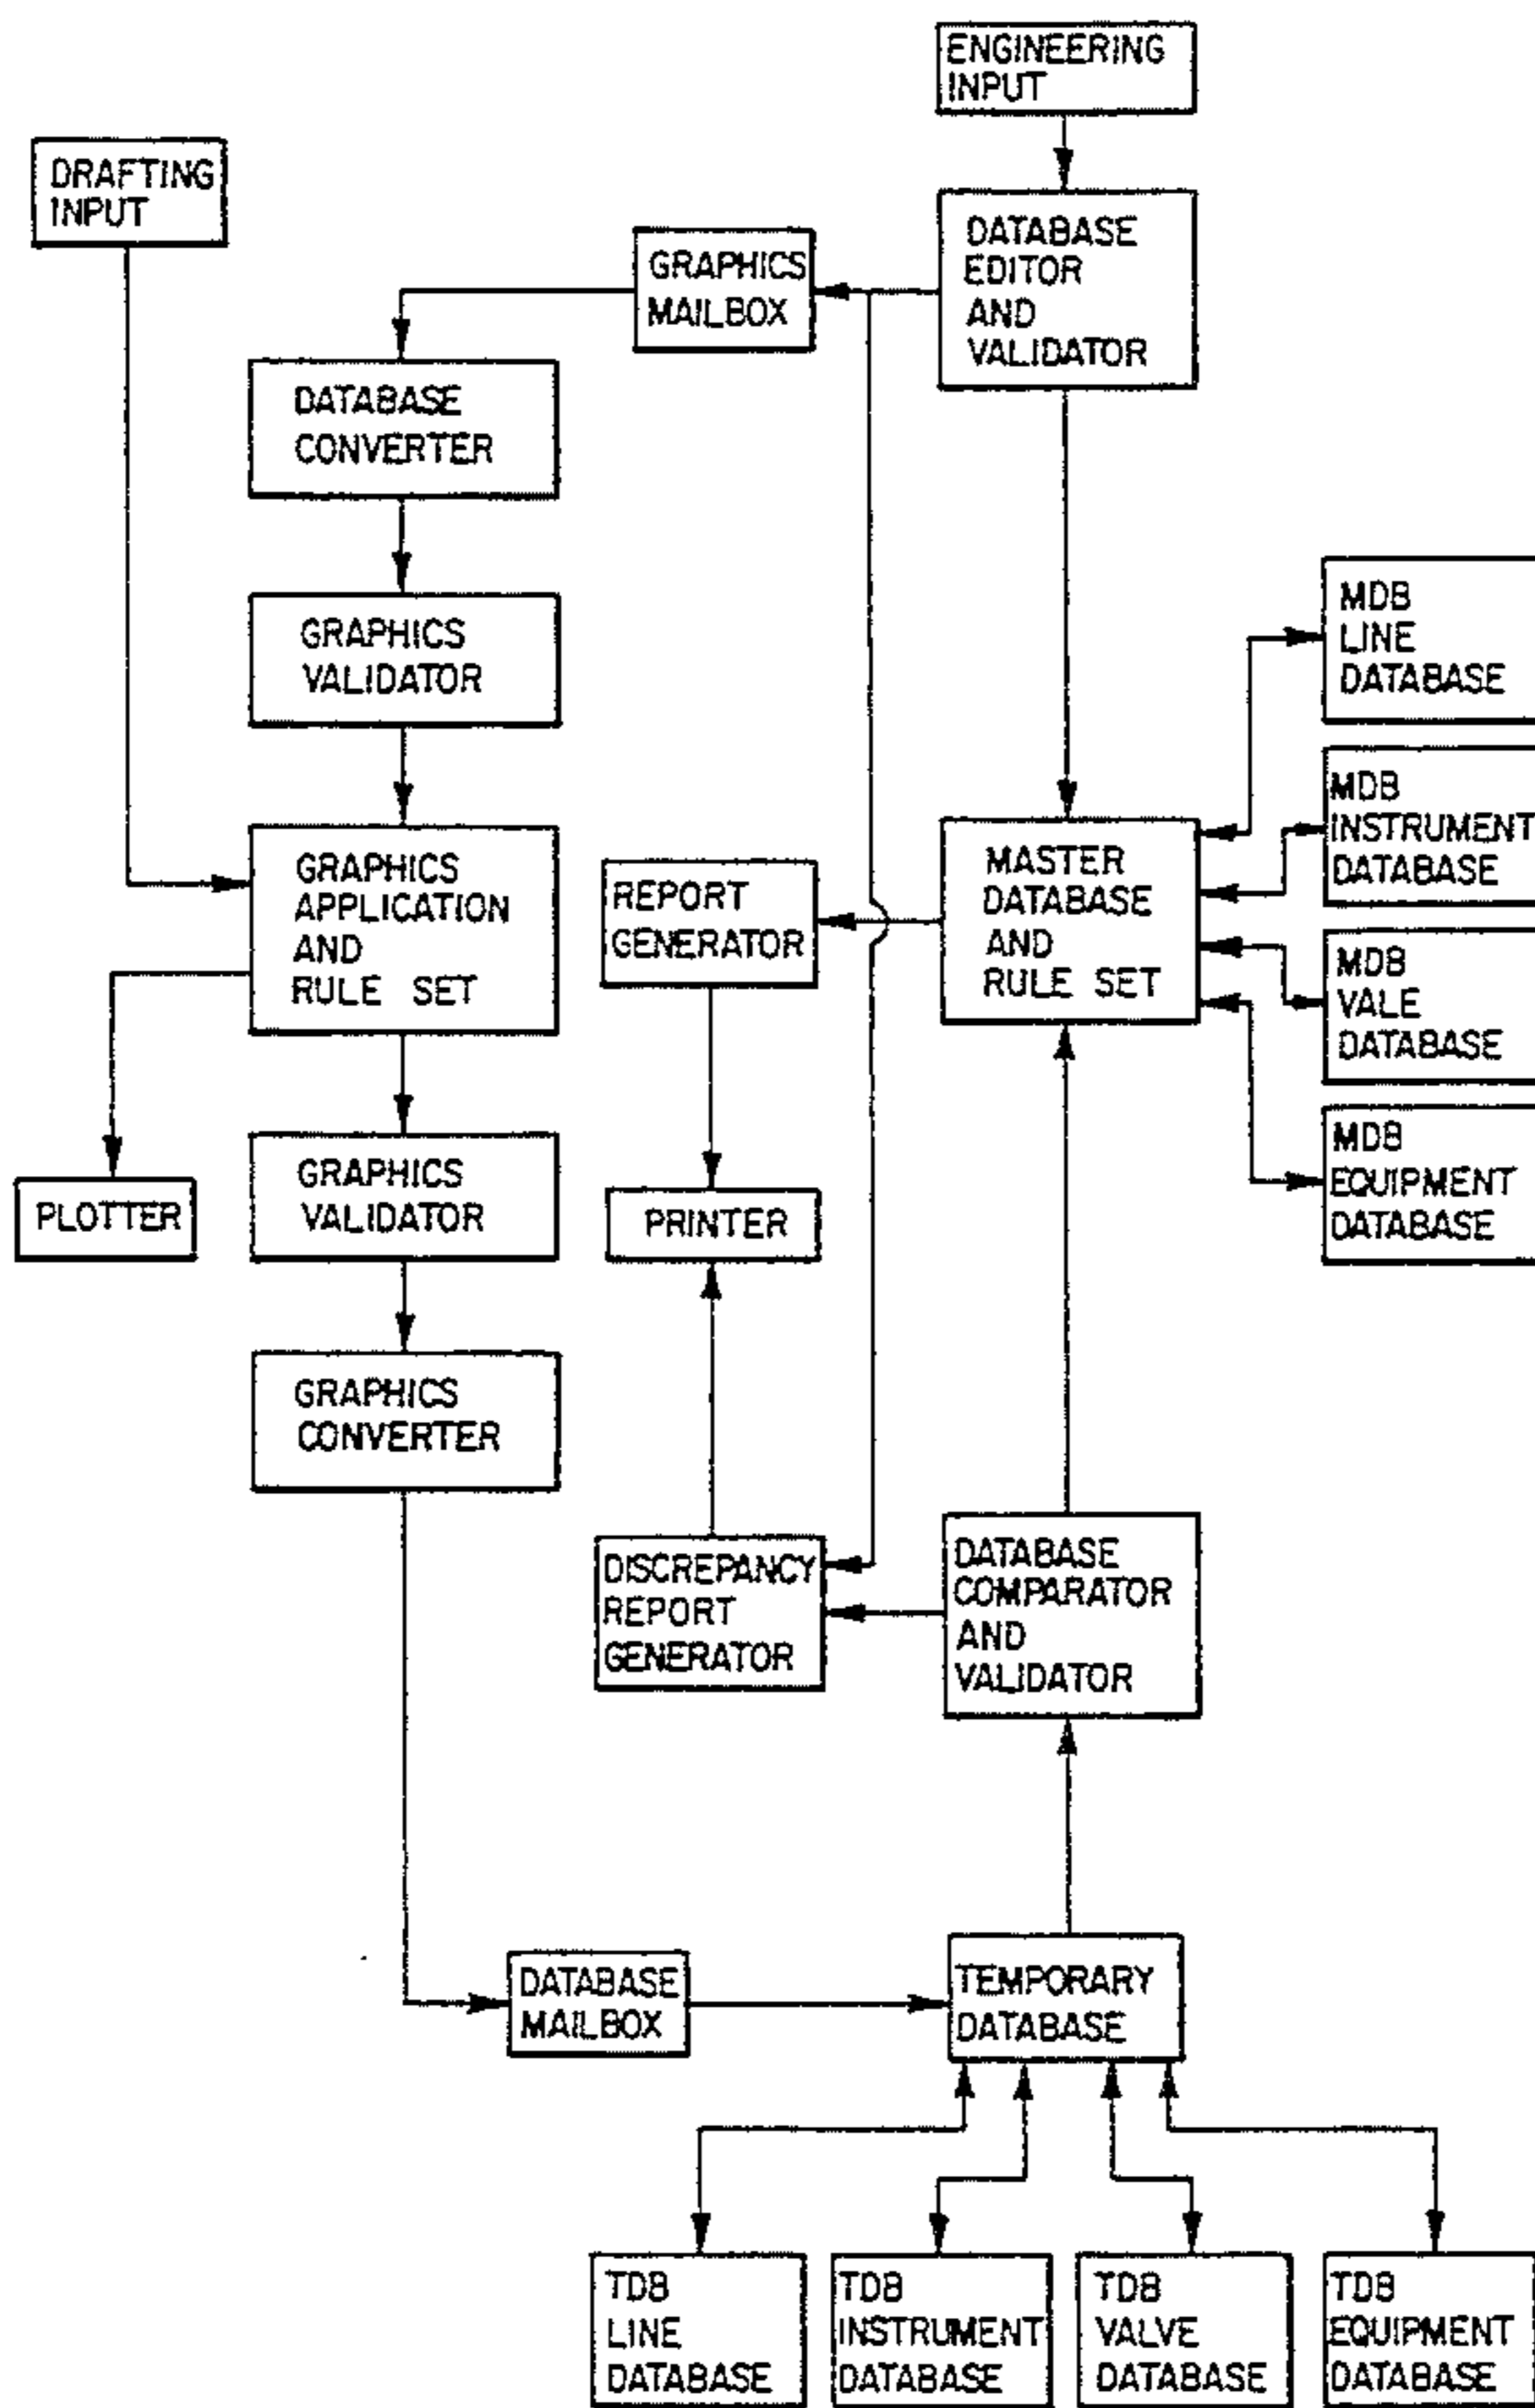 ENGINEERING
INPUT
DRAFTING
INPUT
DATABASE
EDITOR
AND
VALIDATOR
GRAPHICS
MAILBOX
DATABASE
CONVERTER
GRAPHICS
VALIDATOR
MDB
LINE
DATABASE
MDB
INSTRUMENT
DATABASE
GRAPHICS
APPLICATION
AND
RULE SET
REPORT
GENERATOR
MASTER
DATABASE
AND
RULE SET
MDB
VALE
DATABASE
MDB
EQUIPMENT
DATABASE
PLOTTER
GRAPHICS
VALIDATOR
PRINTER
GRAPHICS
CONVERTER
DISCREPANCY
REPORT
GENERATOR
DATABASE
COMPARATOR
AND
VALIDATOR
DATABASE
MAILBOX
TEMPORARY
DATABASE
TDB
LINE
DATABASE
TDB
INSTRUMENT
DATABASE
TDB
VALVE
DATABASE
TDB
EQUIPMENT
DATABASE